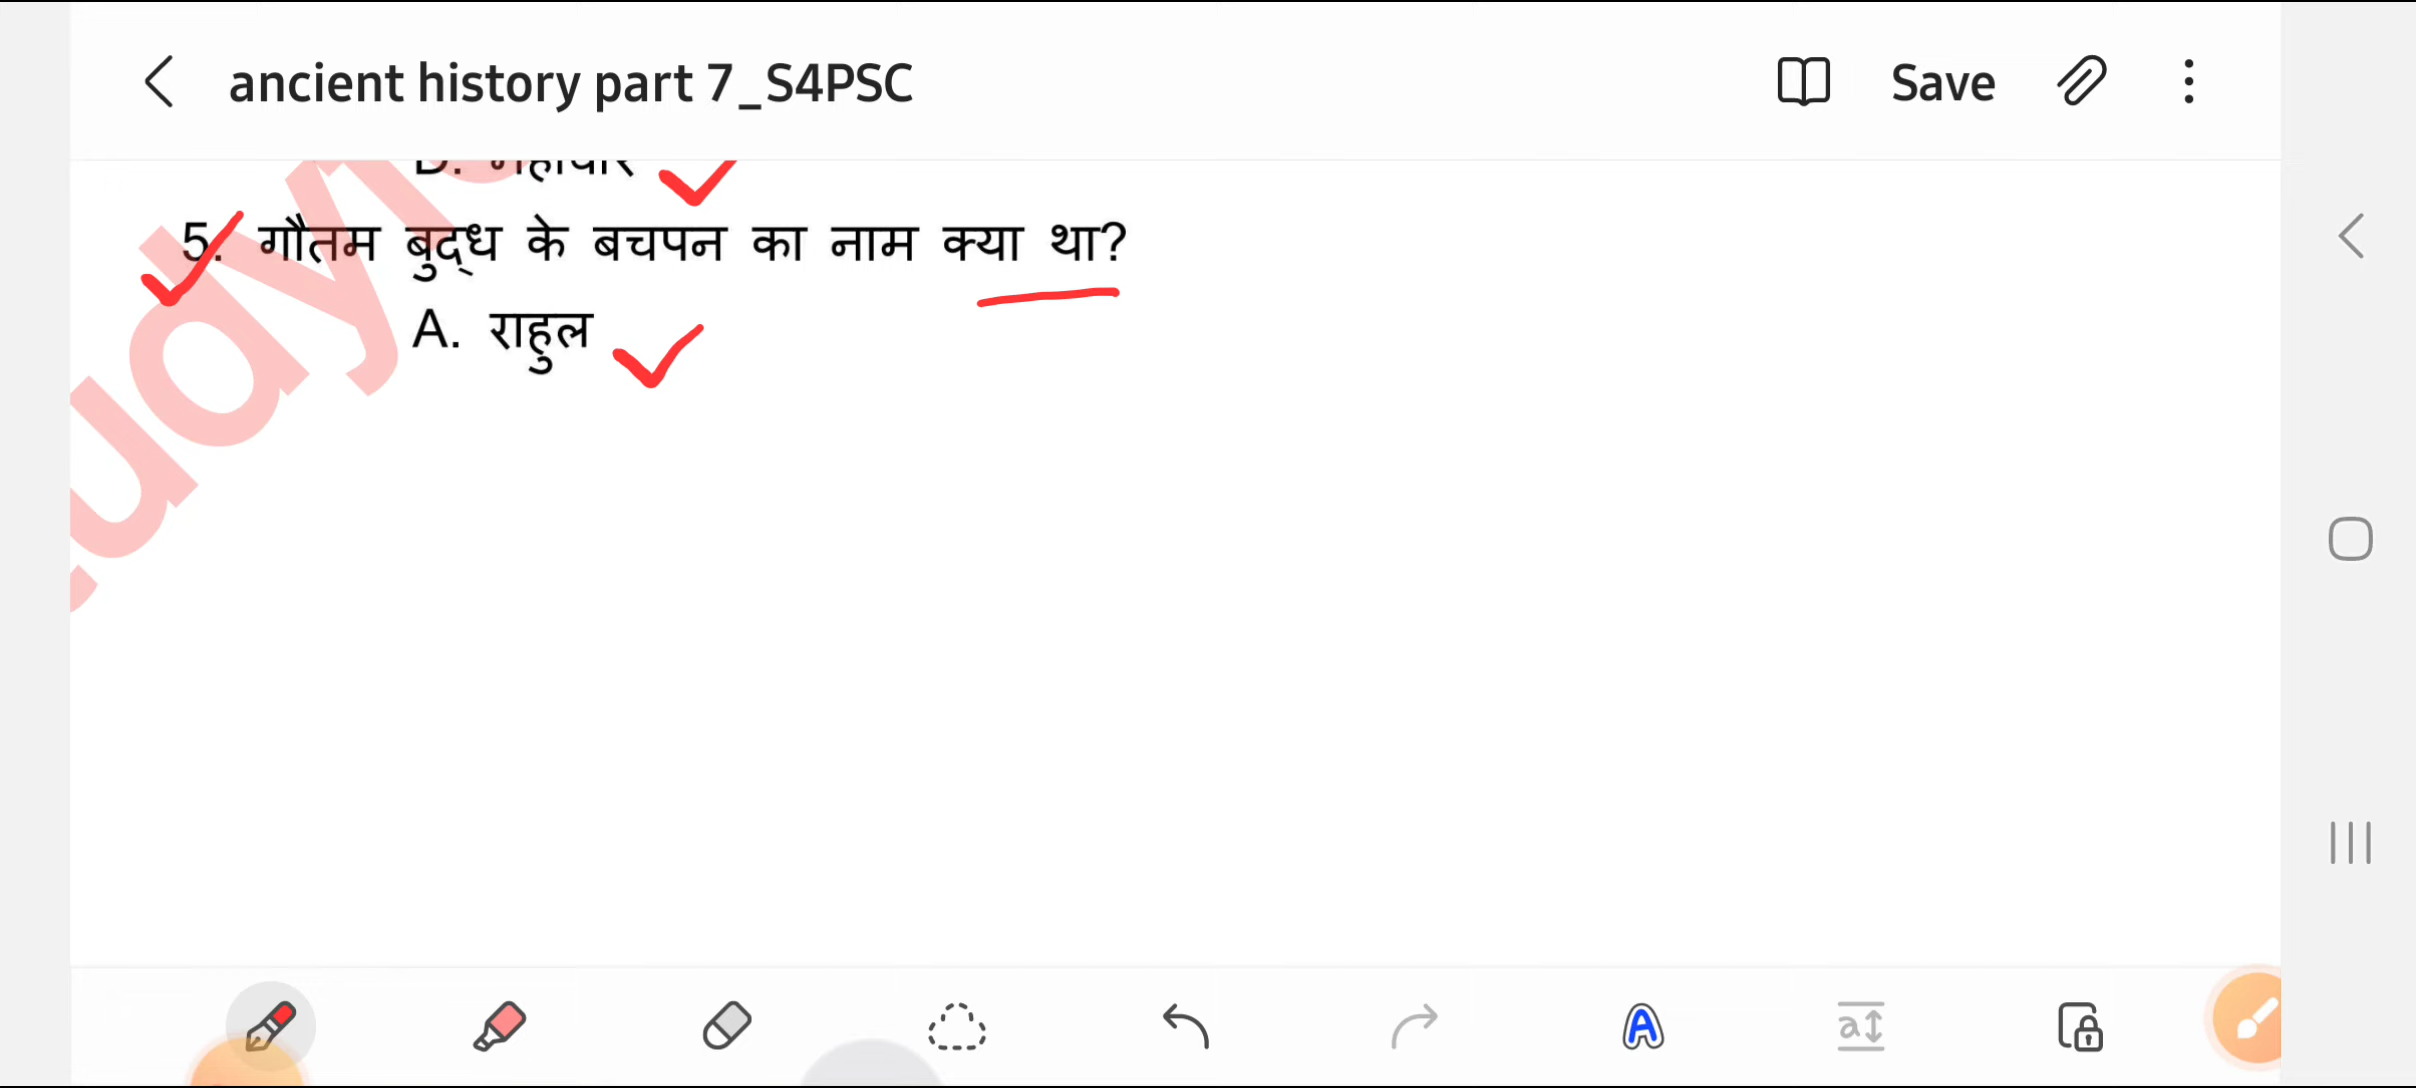 ancient history part 7_S4PSC
Save
5. गौतम बुद्ध के बचपन का नाम क्या था?
A. राहुल